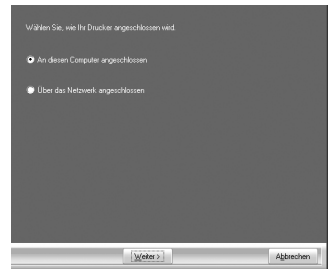 Wählen Sie, wie Ihr Drucker angeschlossen wird.
An diesen Computer angeschlossen
Über das Netzwerk angeschlossen
Weiter >
Abbrechen